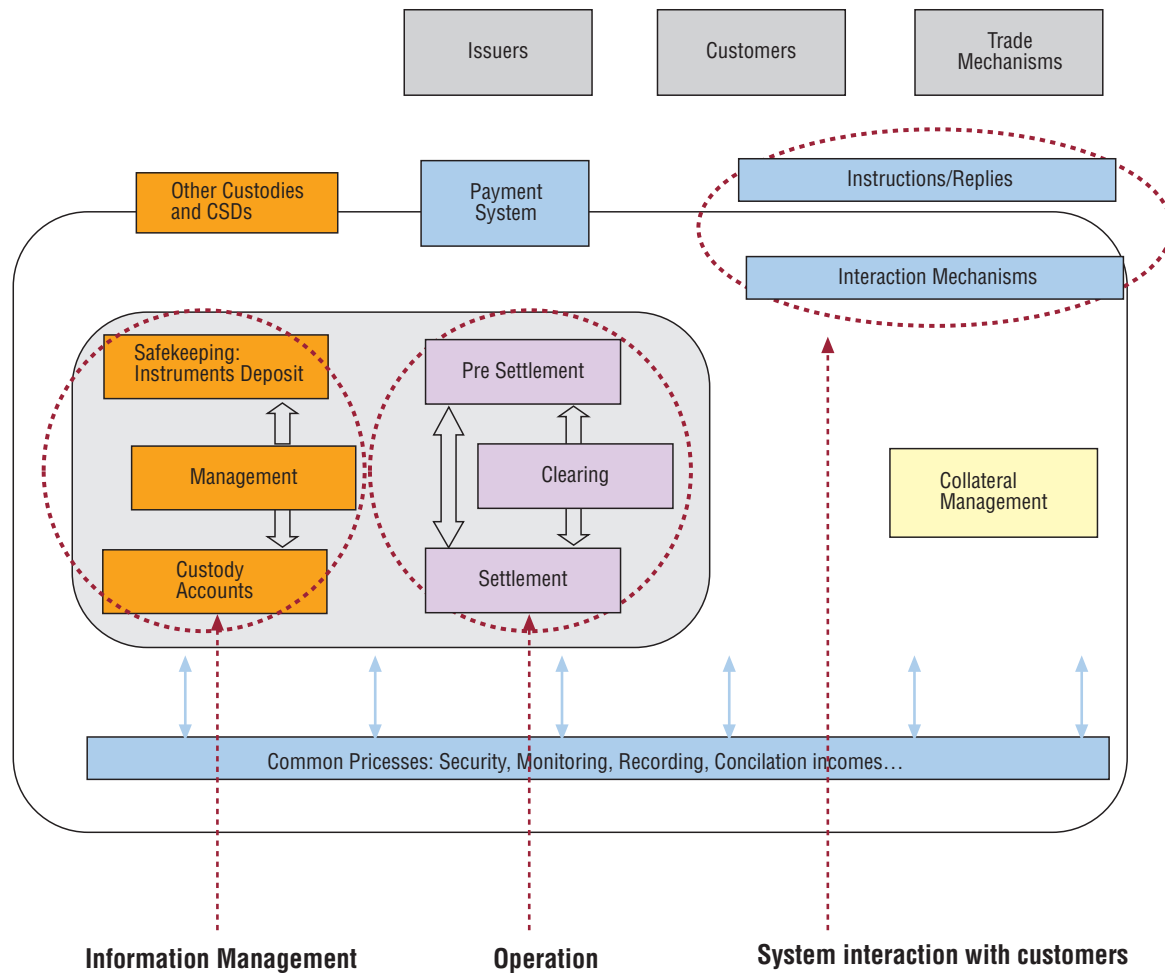 Issuers
Customers
Trade
Mechanisms
Other Custodies
and CSDs
Payment
System
Instructions/Replies
Interaction Mechanisms
Safekeeping:
Instruments Deposit
Pre Settlement
Management
Clearing
Collateral
Management
Custody
Accounts
Settlement
Common Pricesses: Security, Monitoring, Recording, Concilation incomes…
Information Management
Operation
System interaction with customers